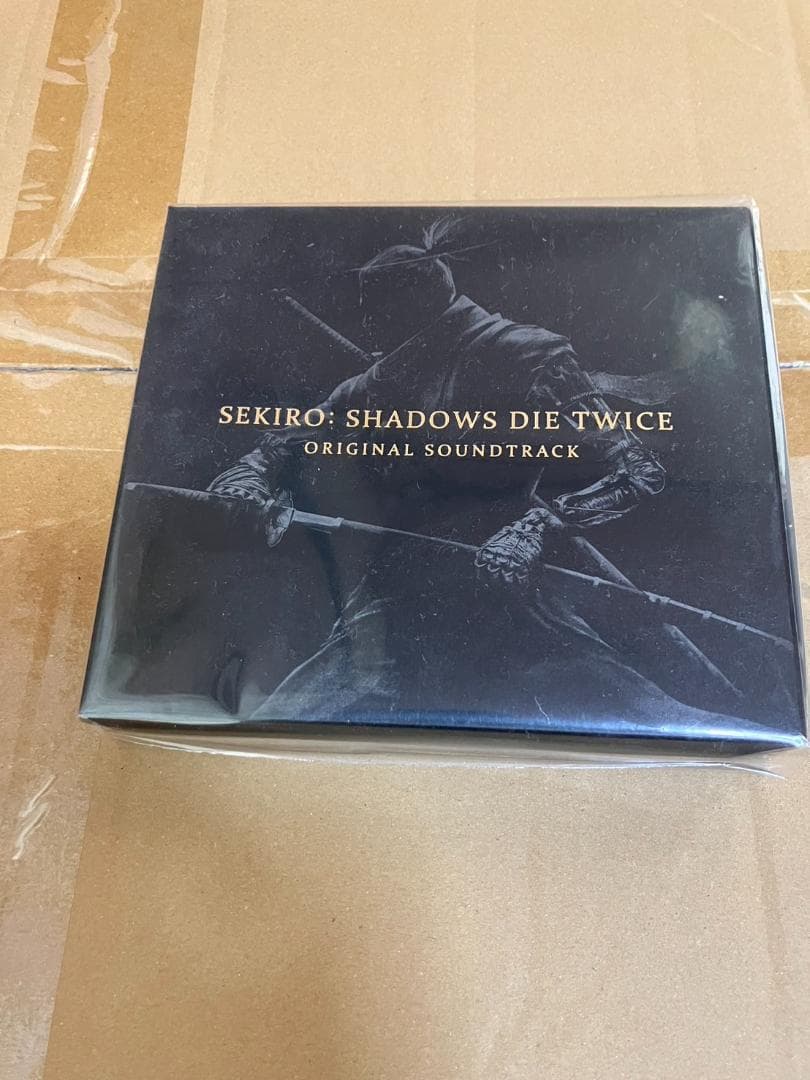 SEKIRO: SHADOWS DIE TWICE
ORIGINAL SOUNDTRACK